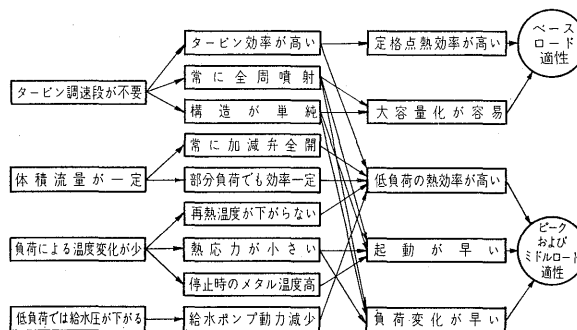 タービン調速段が不要
体積流量が一定
負荷による温度変化が少
低負荷では給水圧が下がる
タービン効率が高い
常に全周噴射
構造が単純
常に加減弁全開
部分負荷でも効率一定
再熱温度が下がらない
熱応力が小さい
停止時のメタル温度高
給水ポンプ動力減少
定格点熱効率が高い
大容量化が容易
低負荷の熱効率が高い
起動が早い
負荷変化が早い
ベース
ロード
適性
ピーク
および
ミドルロード
適性